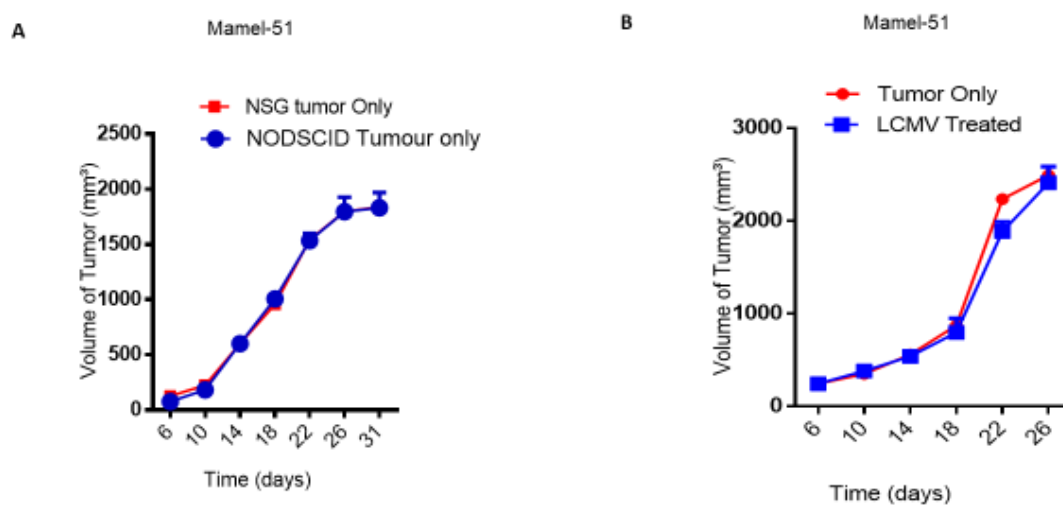 A
Mamel-51
NSG tumor Only
NODSCID Tumour only
Volume of Tumor (mm³)
2500
2000
1500
1000
500
0
6
10
14
18
22
26
31
Time (days)
B
Mamel-51
Tumor Only
LCMV Treated
Volume of Tumor (mm³)
3000
2000
1000
0
6
10
14
18
22
26
Time (days)